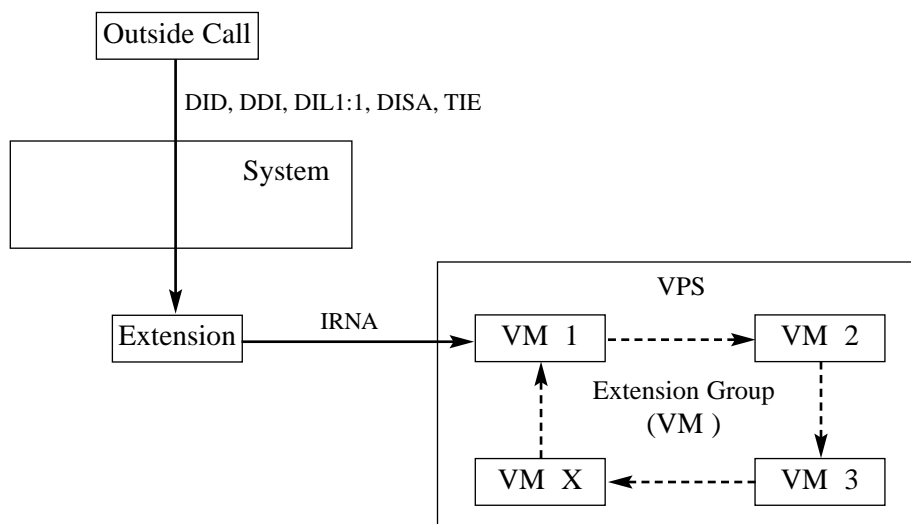 Outside Call
DID, DDI, DIL1:1, DISA, TIE
System
VPS
Extension
IRNA
VM 1
VM 2
Extension Group
(VM )
VM X
VM 3